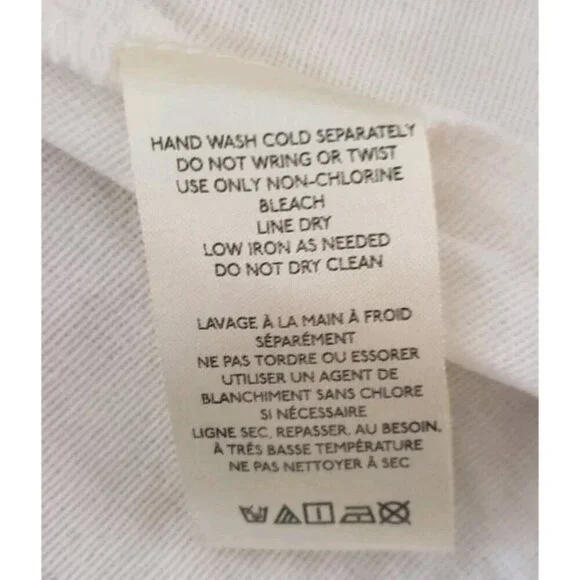 HAND WASH COLD SEPARATELY
DO NOT WRING OR TWIST
USE ONLY NON-CHLORINE
BLEACH
LINE DRY
LOW IRON AS NEEDED
DO NOT DRY CLEAN
LAVAGE À LA MAIN À FROID
SÉPARÉMENT
NE PAS TORDRE OU ESSORER
UTILISER UN AGENT DE
BLANCHIMENT SANS CHLORE
SI NÉCESSAIRE
LIGNE SEC, REPASSER, AU BESOIN,
À TRÉS BASSE TEMPÉRATURE
NE PAS NETTOYER À SEC